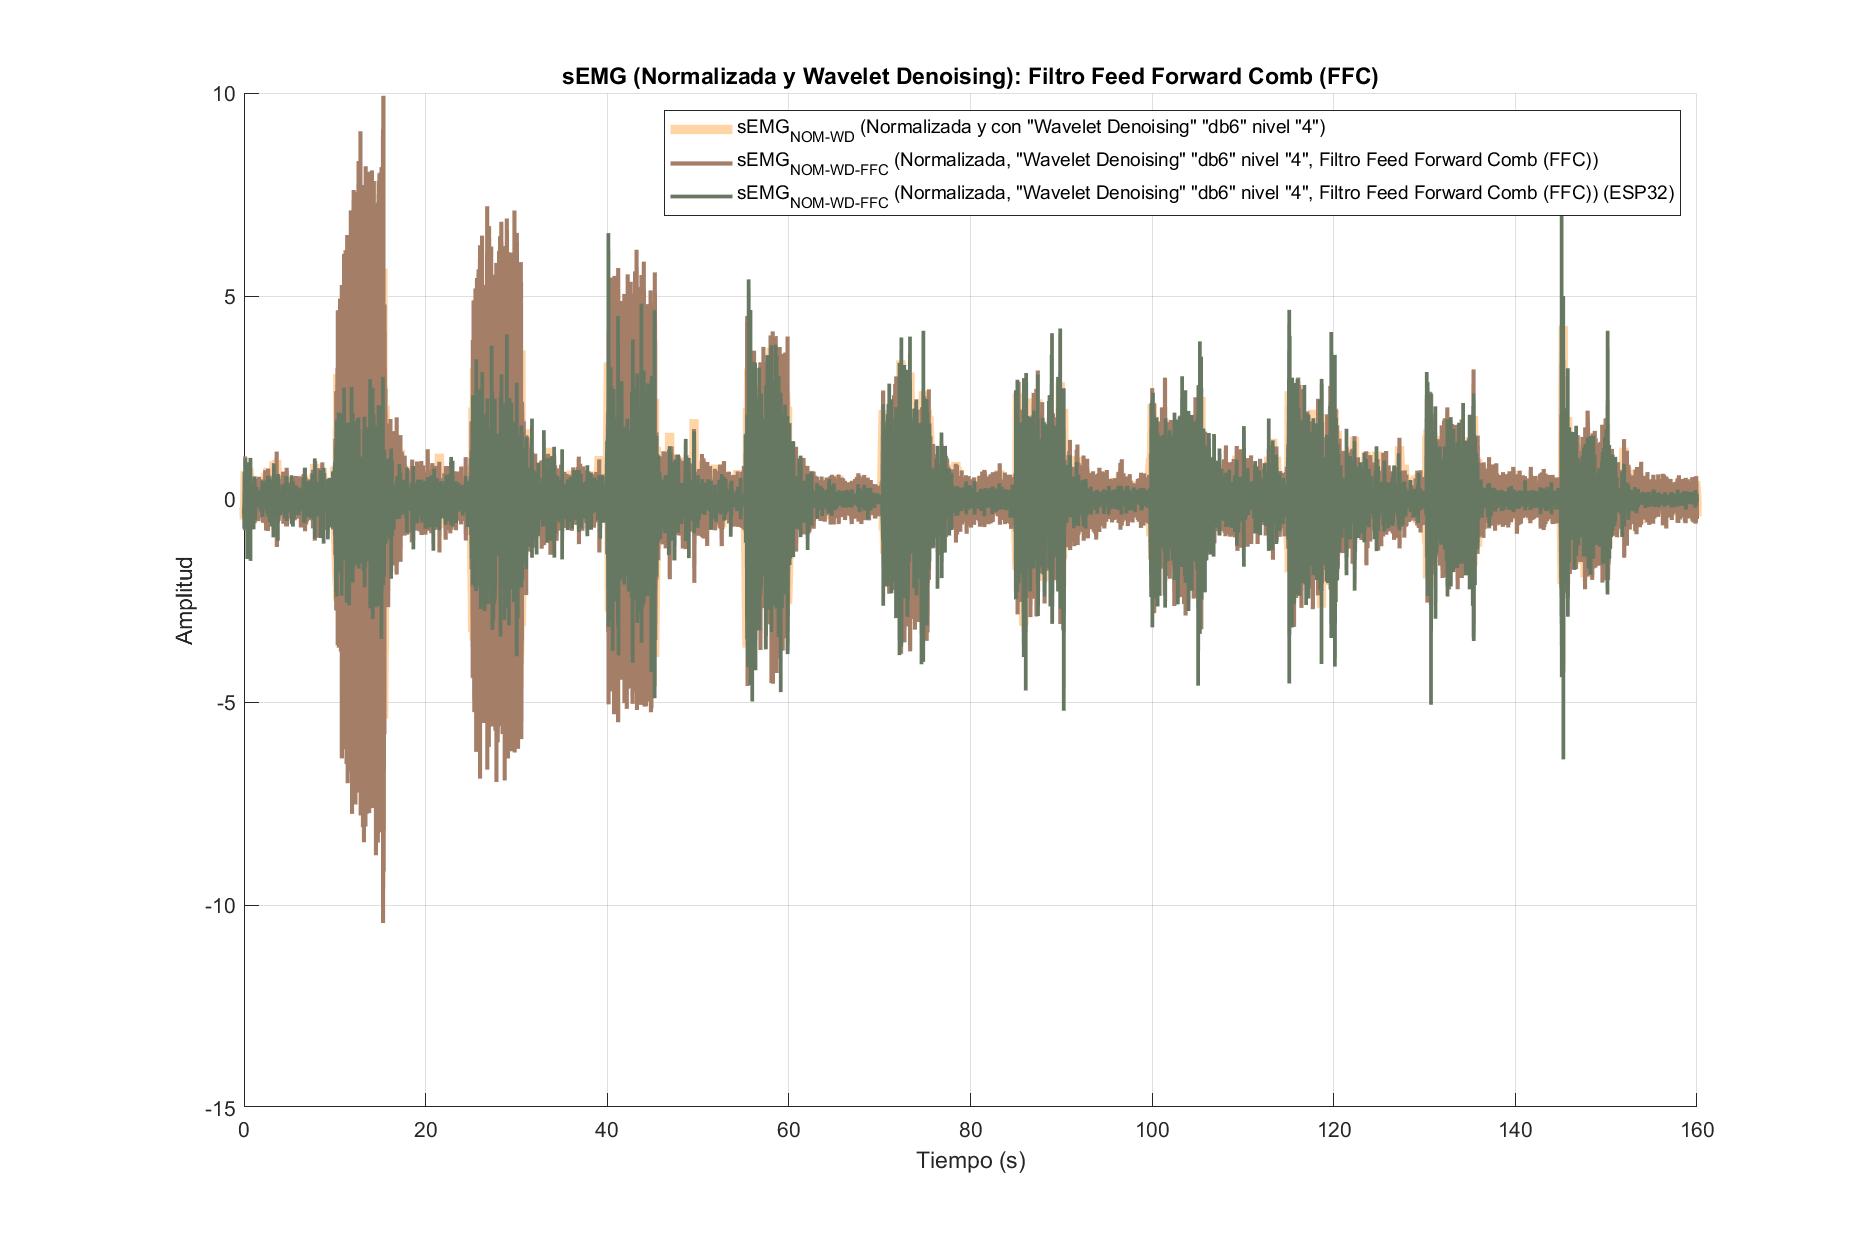 sEMG (Normalizada y Wavelet Denoising): Filtro Feed Forward Comb (FFC)
sEMG_NOM-WD (Normalizada y con "Wavelet Denoising" "db6" nivel "4")
sEMG_NOM-WD-FFC (Normalizada, "Wavelet Denoising" "db6" nivel "4", Filtro Feed Forward Comb (FFC))
sEMG_NOM-WD-FFC (Normalizada, "Wavelet Denoising" "db6" nivel "4", Filtro Feed Forward Comb (FFC)) (ESP32)
Amplitud
10
5
0
-5
-10
-15
0 20 40 60 80 100 120 140 160
Tiempo (s)